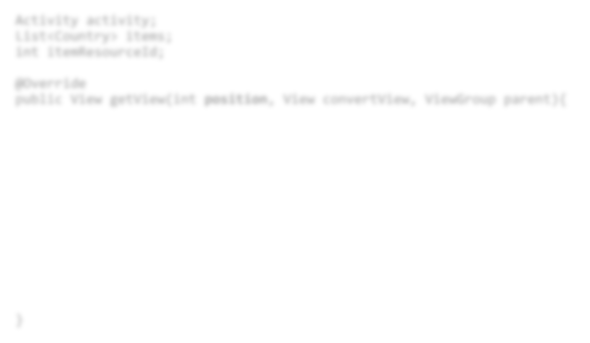 Activity activity;
List<Country> items;
int itemResourceId;
@Override
public View getView(int position, View convertView, ViewGroup parent){
}